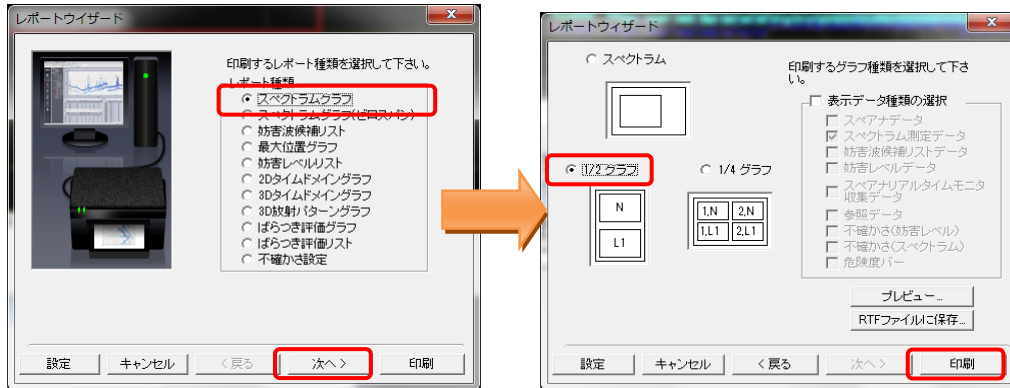 レポートウィザード
印刷するレポート種類を選択して下さい。
レポート種類
スペクトラムグラフ
スペクトラムグラフ(ゼロスパン)
妨害波候補リスト
最大位置グラフ
妨害レベルリスト
2Dタイムドメイングラフ
3Dタイムドメイングラフ
3D放射パターングラフ
ばらつき評価グラフ
ばらつき評価リスト
不確かさ設定
設定
キャンセル
< 戻る
次へ >
印刷
レポートウィザード
スペクトラム
1/2 グラフ
N
L1
1/4 グラフ
1,N 2,N
1,L1 2,L1
印刷するグラフ種類を選択して下さ
い。
表示データ種類の選択
スペアナデータ
スペクトラム測定データ
妨害波候補リストデータ
妨害レベルデータ
スペアナリアルタイムモニタ
収集データ
参照データ
不確かさ(妨害レベル)
不確かさ(スペクトラム)
危険度バー
プレビュー...
RTFファイルに保存...
設定
キャンセル
< 戻る
次へ >
印刷